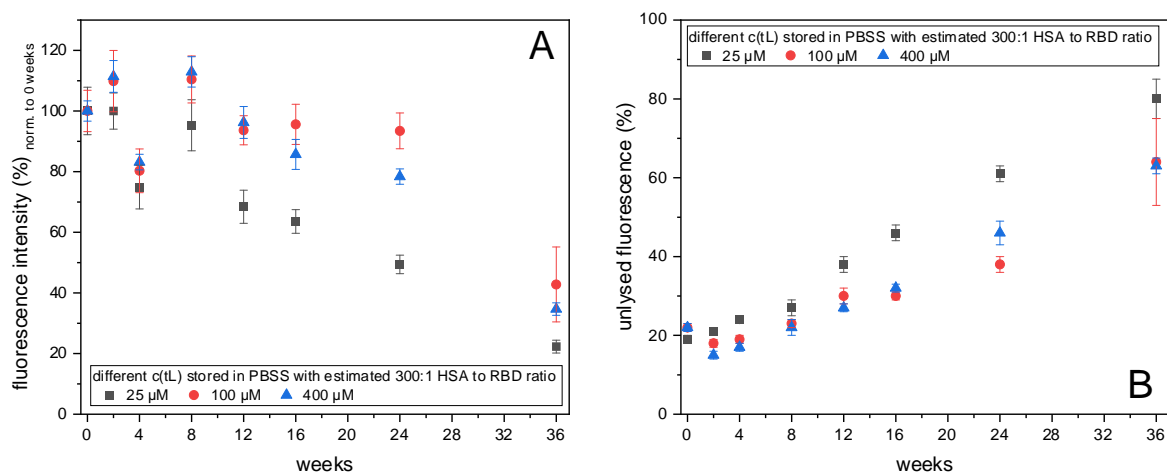 A
120
100
80
60
40
20
0
fluorescence intensity (%) norm. to 0 weeks
different c(tL) stored in PBSS with estimated 300:1 HSA to RBD ratio
25 µM 100 µM 400 µM
0 4 8 12 16 20 24 28 32 36
weeks
100
80
60
40
20
0
unlysed fluorescence (%)
different c(tL) stored in PBSS with estimated 300:1 HSA to RBD ratio
25 µM 100 µM 400 µM
B
0 4 8 12 16 20 24 28 32 36
weeks